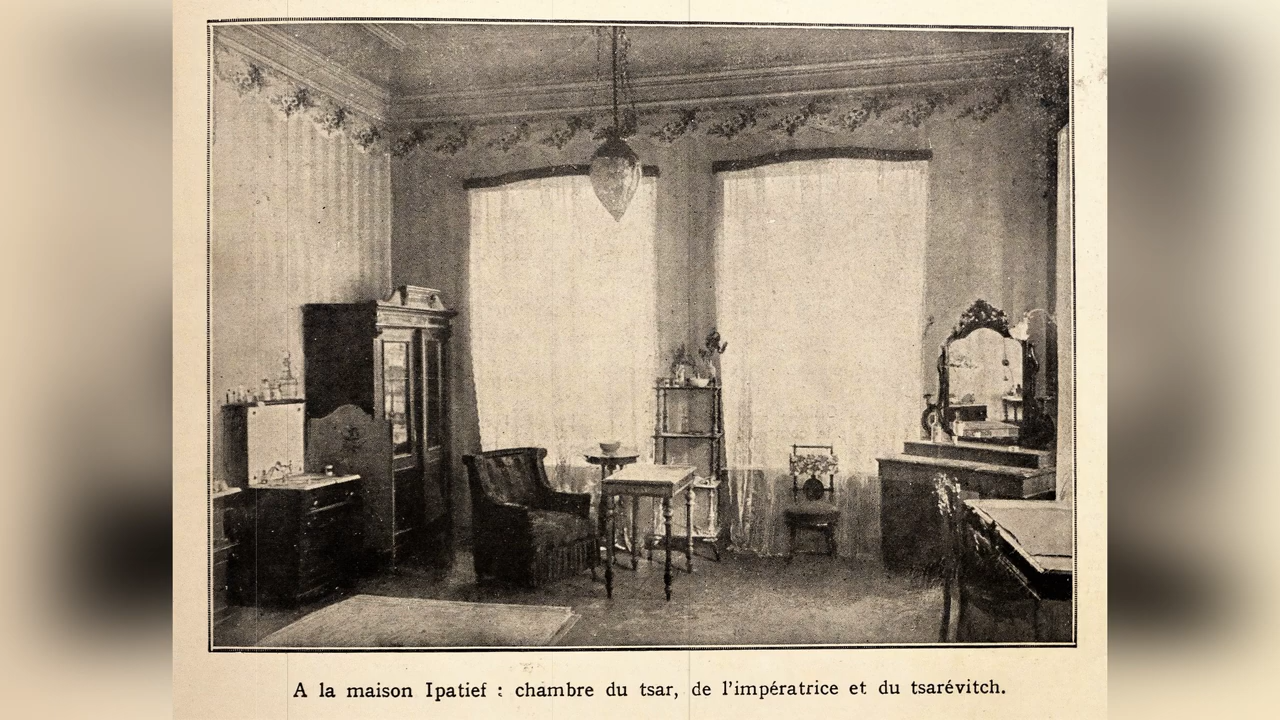 A la maison Ipatief : chambre du tsar, de l'impératrice et du tsarévitch.